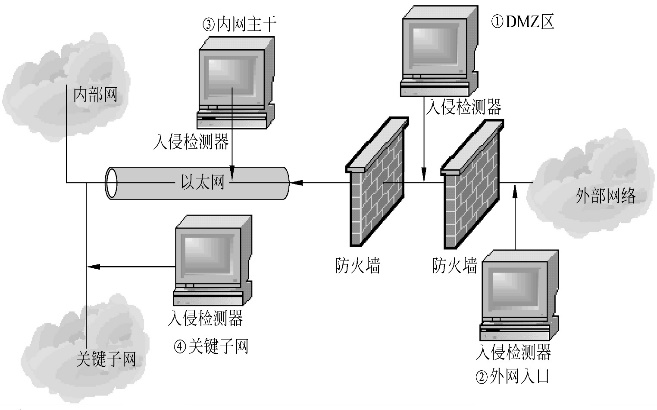 ③内网主干
①DMZ区
内部网
入侵检测器
入侵检测器
以太网
外部网络
防火墙
防火墙
入侵检测器
④关键子网
关键子网
入侵检测器
②外网入口